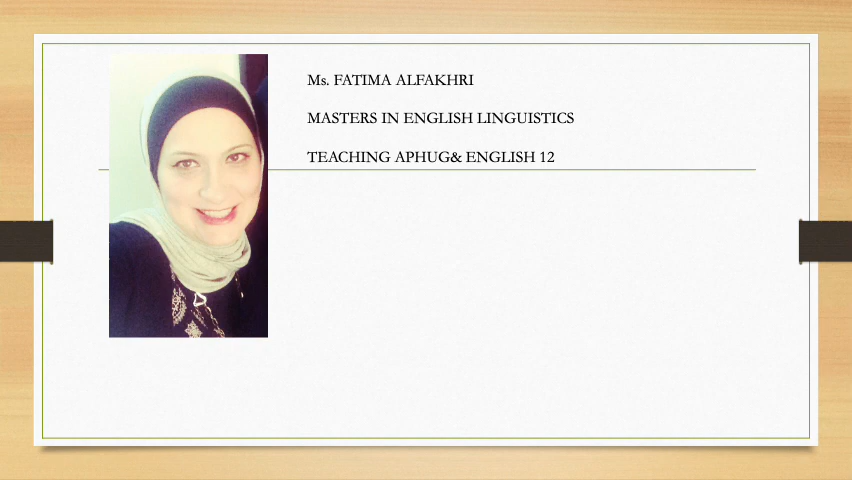 Ms. FATIMA ALFAKHRI
MASTERS IN ENGLISH LINGUISTICS
TEACHING APHUG& ENGLISH 12